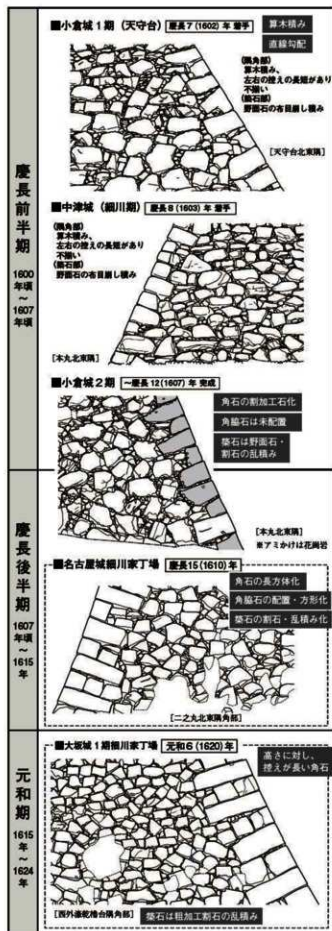 慶長前半期
1600年頃～1607年頃
■小倉城1期（天守台） 慶長7（1602）年 着手
算木積み
直線勾配
(隅角部)
算木積み、
左右の控えの長短があり
不揃い
(築石部)
野面石の布目崩し積み
[天守台北東隅]
■中津城（細川期） 慶長8（1603）年 着手
(隅角部)
算木積み、
左右の控えの長短があり
不揃い
(築石部)
野面石の布目崩し積み
[本丸北東隅]
■小倉城2期 ～慶長12(1607)年 完成
角石の割加工石化
角脇石は未配置
築石は野面石・
割石の乱積み
[本丸北東隅]
※アミかけは花崗岩
慶長後半期
1607年頃～1615年
■名古屋城細川家丁場 慶長15(1610)年
角石の長方体化
角脇石の配置・方形化
築石の割石・乱積み化
[二之丸北東隅角部]
元和期
1615年～1624年
■大坂城1期細川家丁場 元和6(1620)年
高さに対し、
控えが長い角石
[西外濠乾櫓台隅角部]
築石は粗加工割石の乱積み